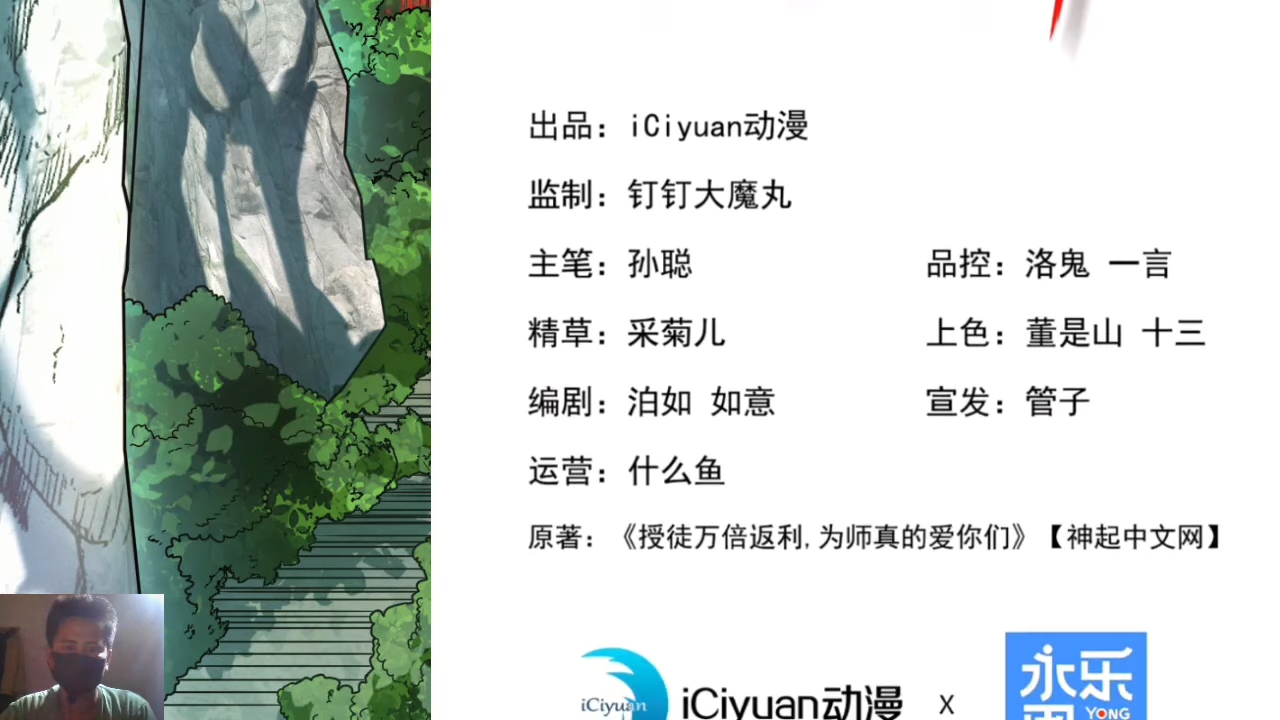 出品：iCiyuan动漫
监制：钉钉大魔丸
主笔：孙聪 品控：洛鬼 一言
精草：采菊儿 上色：董是山 十三
编剧：泊如 如意 宣发：管子
运营：什么鱼
原著：《授徒万倍返利,为师真的爱你们》【神起中文网】
iCiyuan iCiyuan动漫 X 永乐
YONG